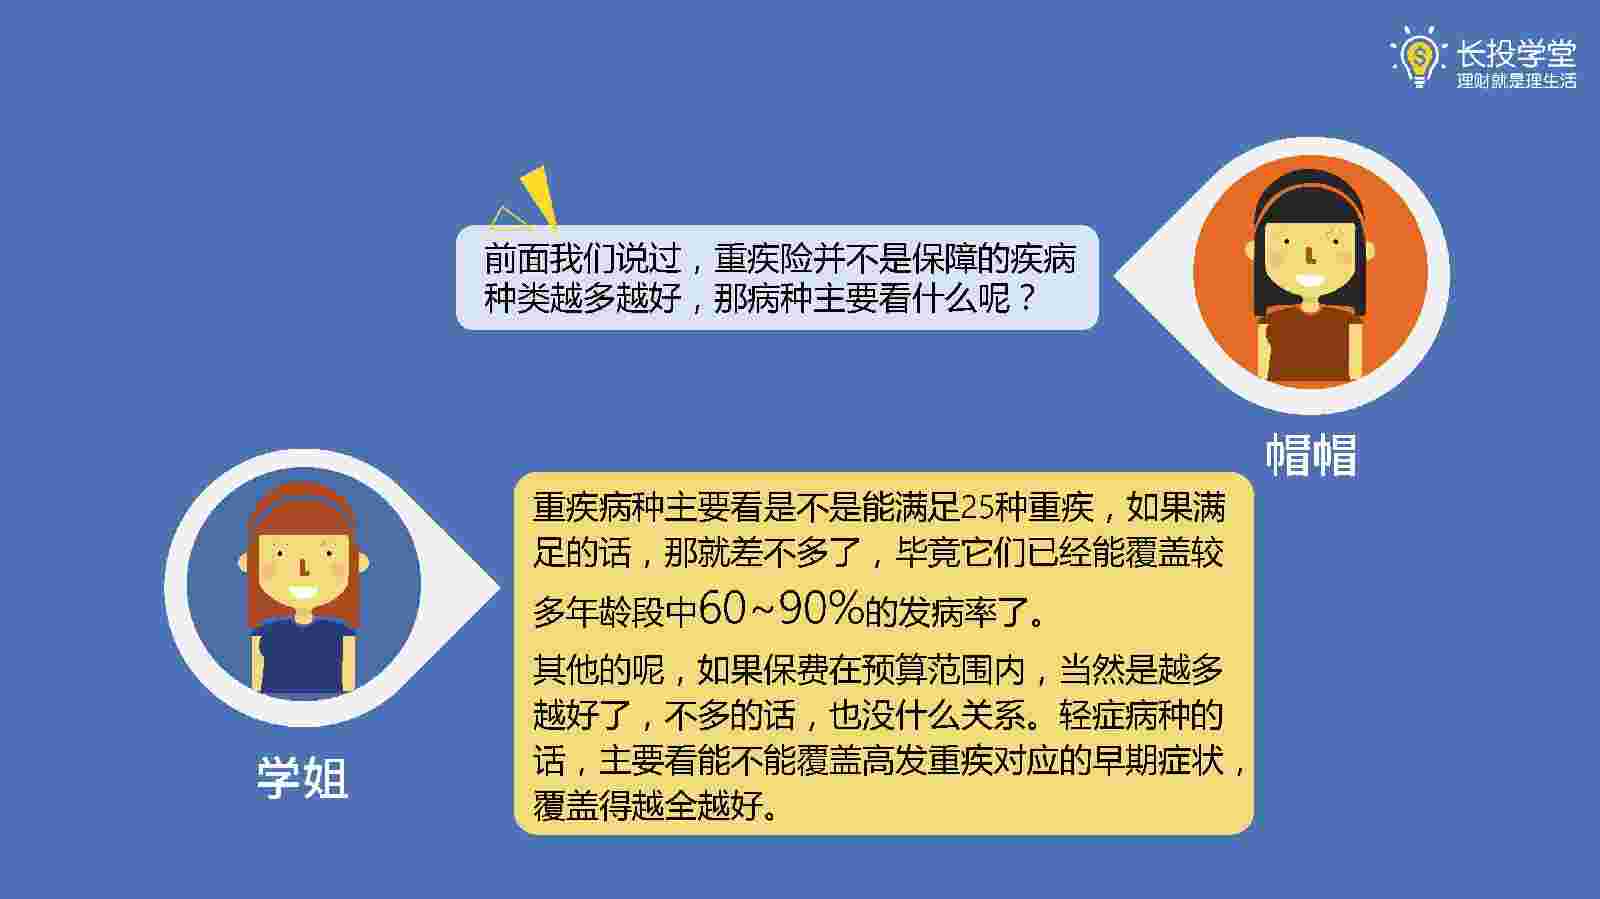 长投学堂
理财就是理生活
前面我们说过，重疾险并不是保障的疾病
种类越多越好，那病种主要看什么呢？
帽帽
重疾病种主要看是不是能满足25种重疾，如果满
足的话，那就差不多了，毕竟它们已经能覆盖较
多年龄段中60~90%的发病率了。
其他的呢，如果保费在预算范围内，当然是越多
越好了，不多的话，也没什么关系。轻症病种的
话，主要看能不能覆盖高发重疾对应的早期症状，
覆盖得越全越好。
学姐